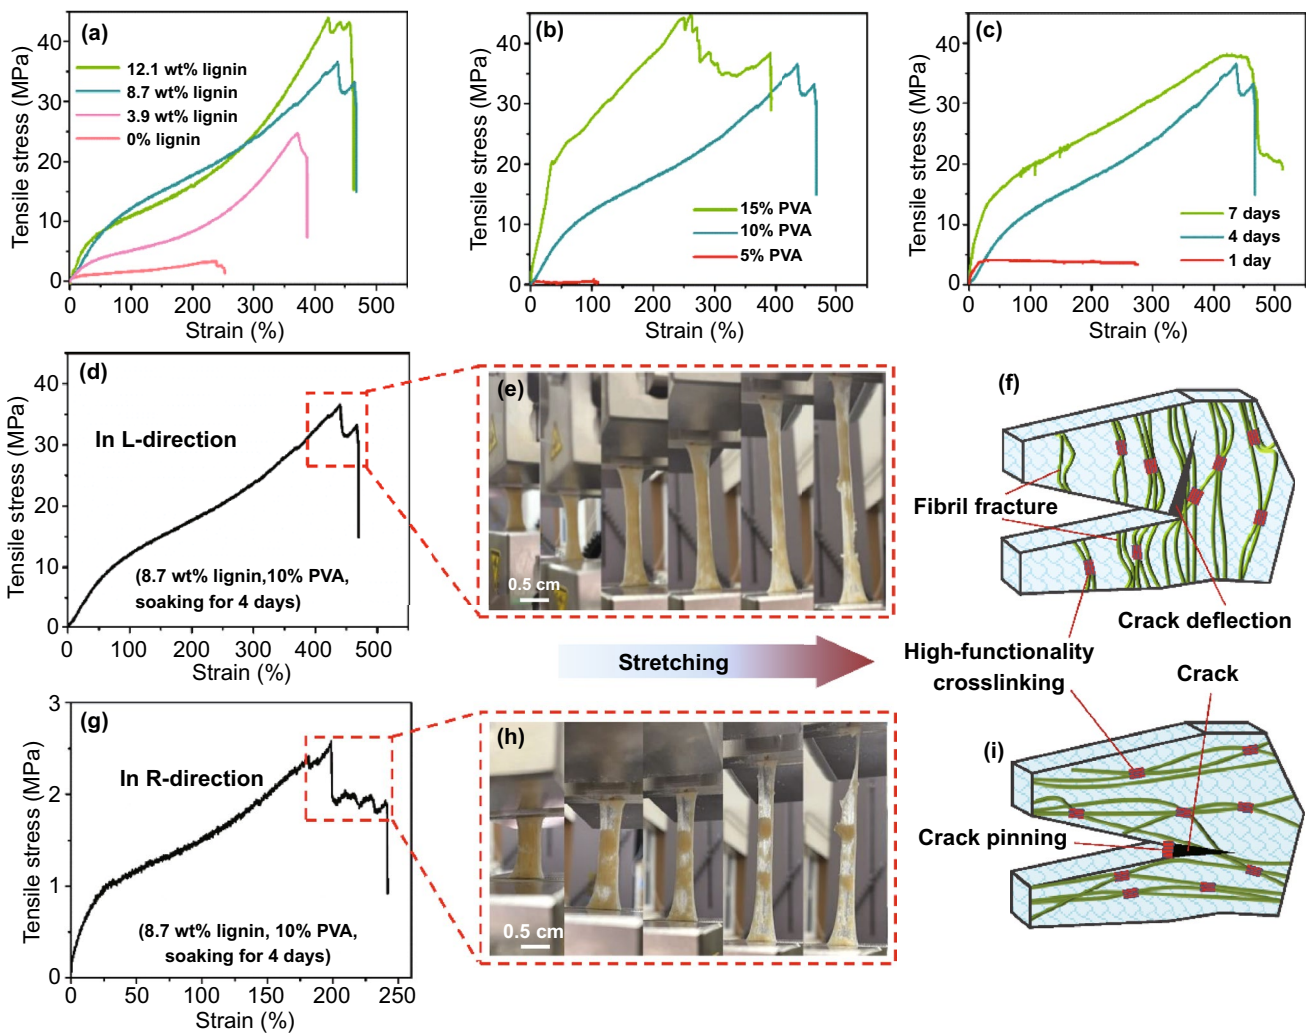 (a)
Tensile stress (MPa)
40
30
20
10
0
12.1 wt% lignin
8.7 wt% lignin
3.9 wt% lignin
0% lignin
0 100 200 300 400 500
Strain (%)
(b)
Tensile stress (MPa)
40
30
20
10
0
15% PVA
10% PVA
5% PVA
0 100 200 300 400 500
Strain (%)
(c)
Tensile stress (MPa)
40
30
20
10
0
7 days
4 days
1 day
0 100 200 300 400 500
Strain (%)
(d)
Tensile stress (MPa)
40
30
20
10
0
In L-direction
(8.7 wt% lignin,10% PVA,
soaking for 4 days)
0 100 200 300 400 500
Strain (%)
(e)
0.5 cm
Stretching
(f)
Fibril fracture
Crack deflection
High-functionality
crosslinking
(g)
Tensile stress (MPa)
3
2
1
0
In R-direction
(8.7 wt% lignin, 10% PVA,
soaking for 4 days)
0 50 100 150 200 250
Strain (%)
(h)
0.5 cm
(i)
Crack
Crack pinning